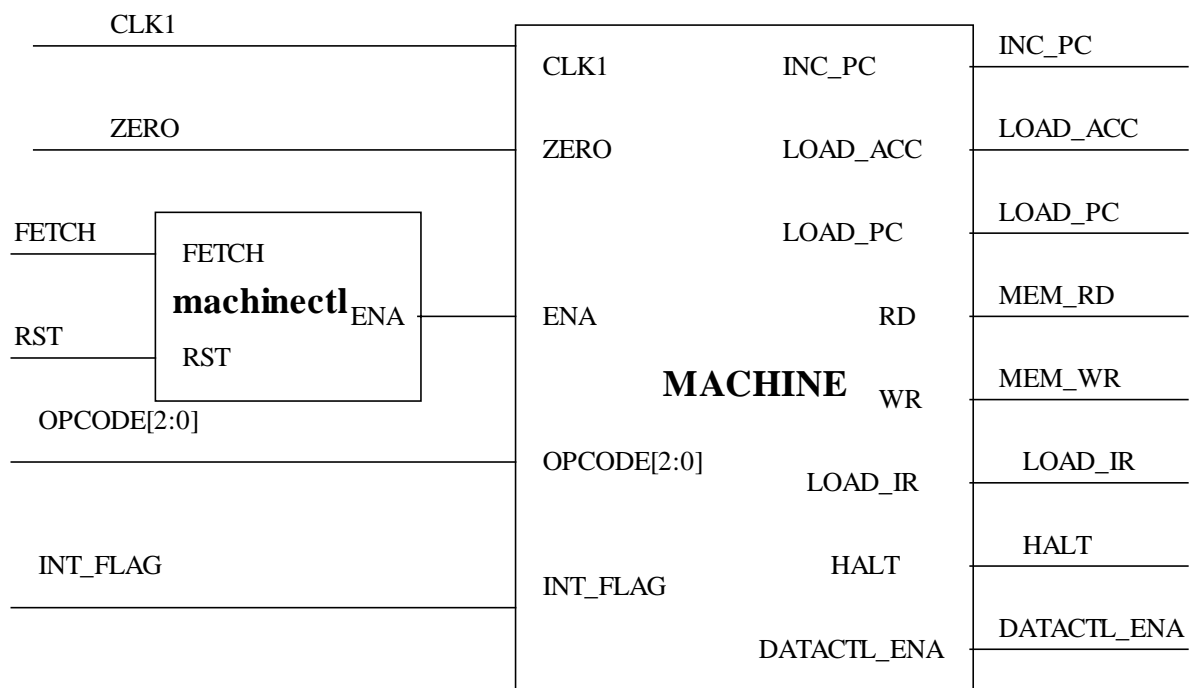 CLK1
INC_PC
CLK1
INC_PC
ZERO
LOAD_ACC
ZERO
LOAD_ACC
LOAD_PC
FETCH
FETCH
LOAD_PC
machinectl
ENA
ENA
RD
MEM_RD
RST
RST
MACHINE
WR
MEM_WR
OPCODE[2:0]
OPCODE[2:0]
LOAD_IR
LOAD_IR
INT_FLAG
HALT
HALT
INT_FLAG
DATACTL_ENA
DATACTL_ENA